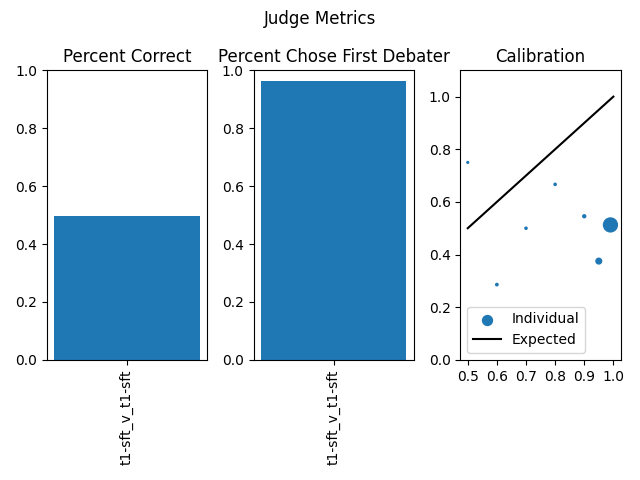 Judge Metrics
Percent Correct
1.0
0.8
0.6
0.4
0.2
0.0
t1-sft_v_t1-sft
Percent Chose First Debater
1.0
0.8
0.6
0.4
0.2
0.0
t1-sft_v_t1-sft
Calibration
1.0
0.8
0.6
0.4
0.2
0.0
Individual
Expected
0.5 0.6 0.7 0.8 0.9 1.0